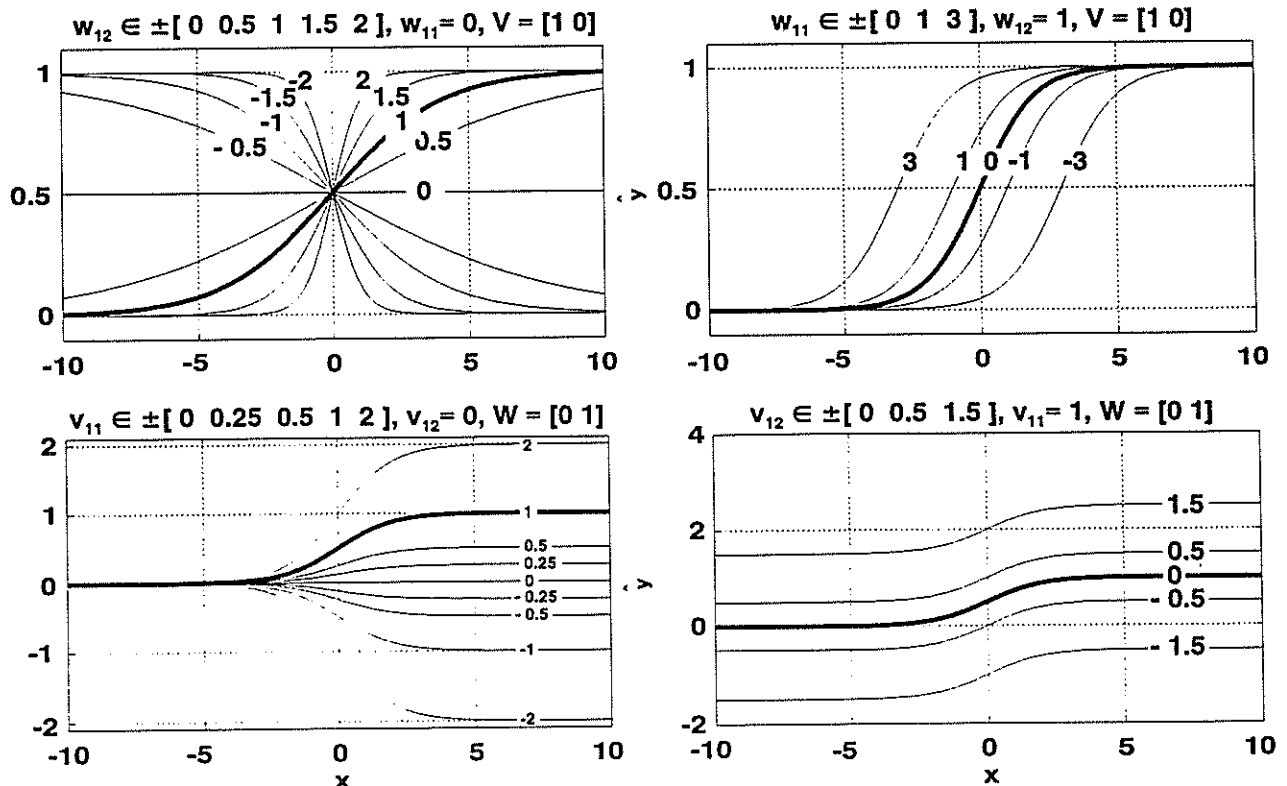 w₁₂ ∈ ±[ 0 0.5 1 1.5 2 ], w₁₁= 0, V = [1 0]
1
0.5
0
-2
-1.5
-1
- 0.5
2
1.5
1
0.5
0
-10 -5 0 5 10
w₁₁ ∈ ±[ 0 1 3 ], w₁₂= 1, V = [1 0]
ŷ
1
0.5
0
3 1 0 -1 -3
-10 -5 0 5 10
v₁₁ ∈ ±[ 0 0.25 0.5 1 2 ], v₁₂= 0, W = [0 1]
2
1
0
-1
-2
2
1
0.5
0.25
0
- 0.25
- 0.5
-1
-2
-10 -5 0 5 10
x
v₁₂ ∈ ±[ 0 0.5 1.5 ], v₁₁= 1, W = [0 1]
ŷ
4
2
0
-2
1.5
0.5
0
- 0.5
- 1.5
-10 -5 0 5 10
x